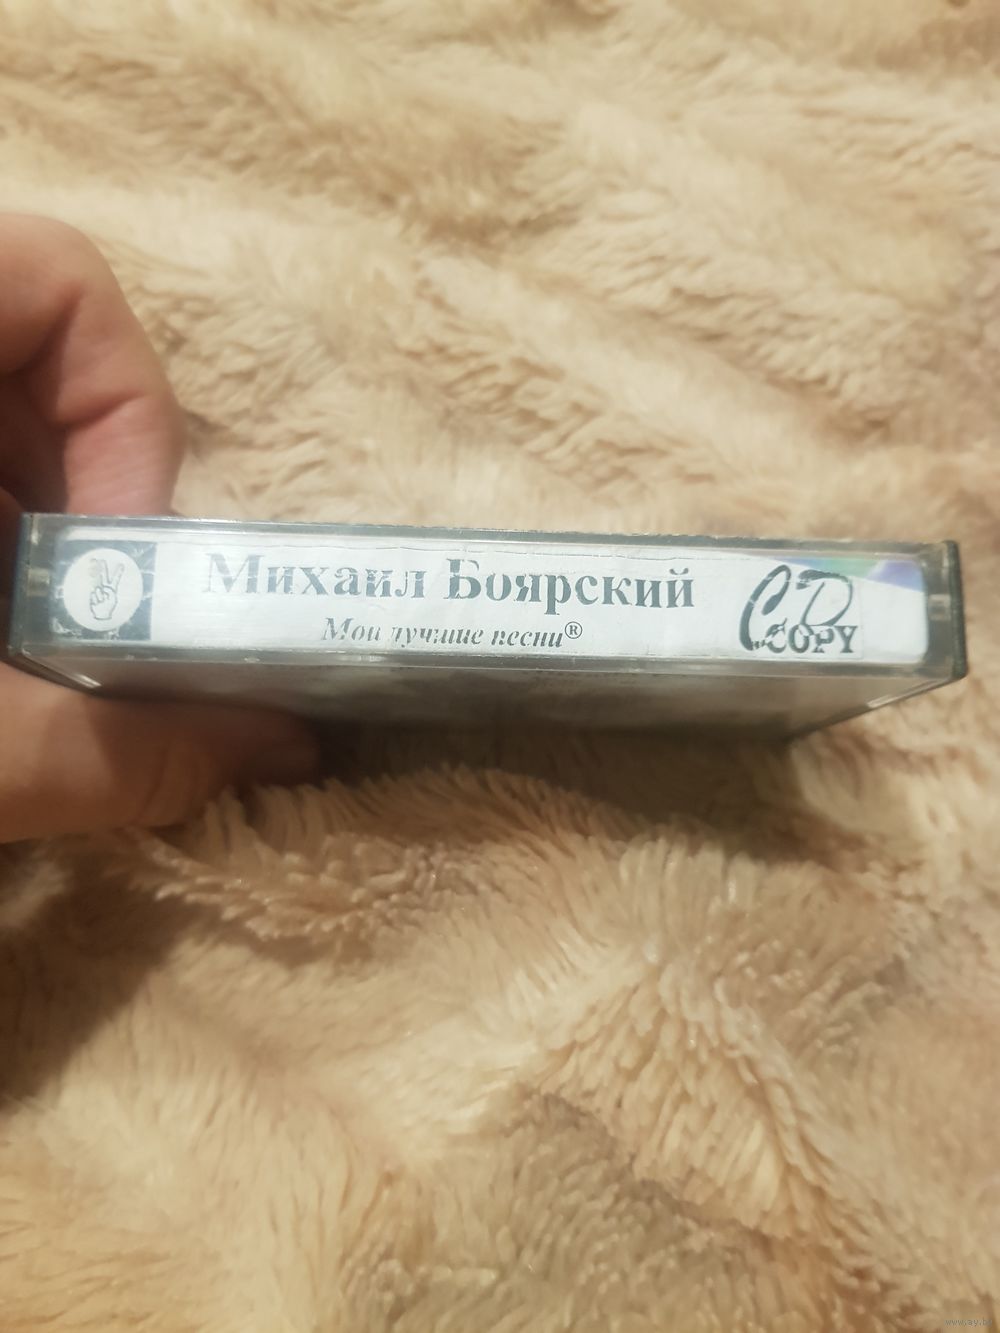 Михаил Боярский
Мои лучшие песни®
CD
COPY